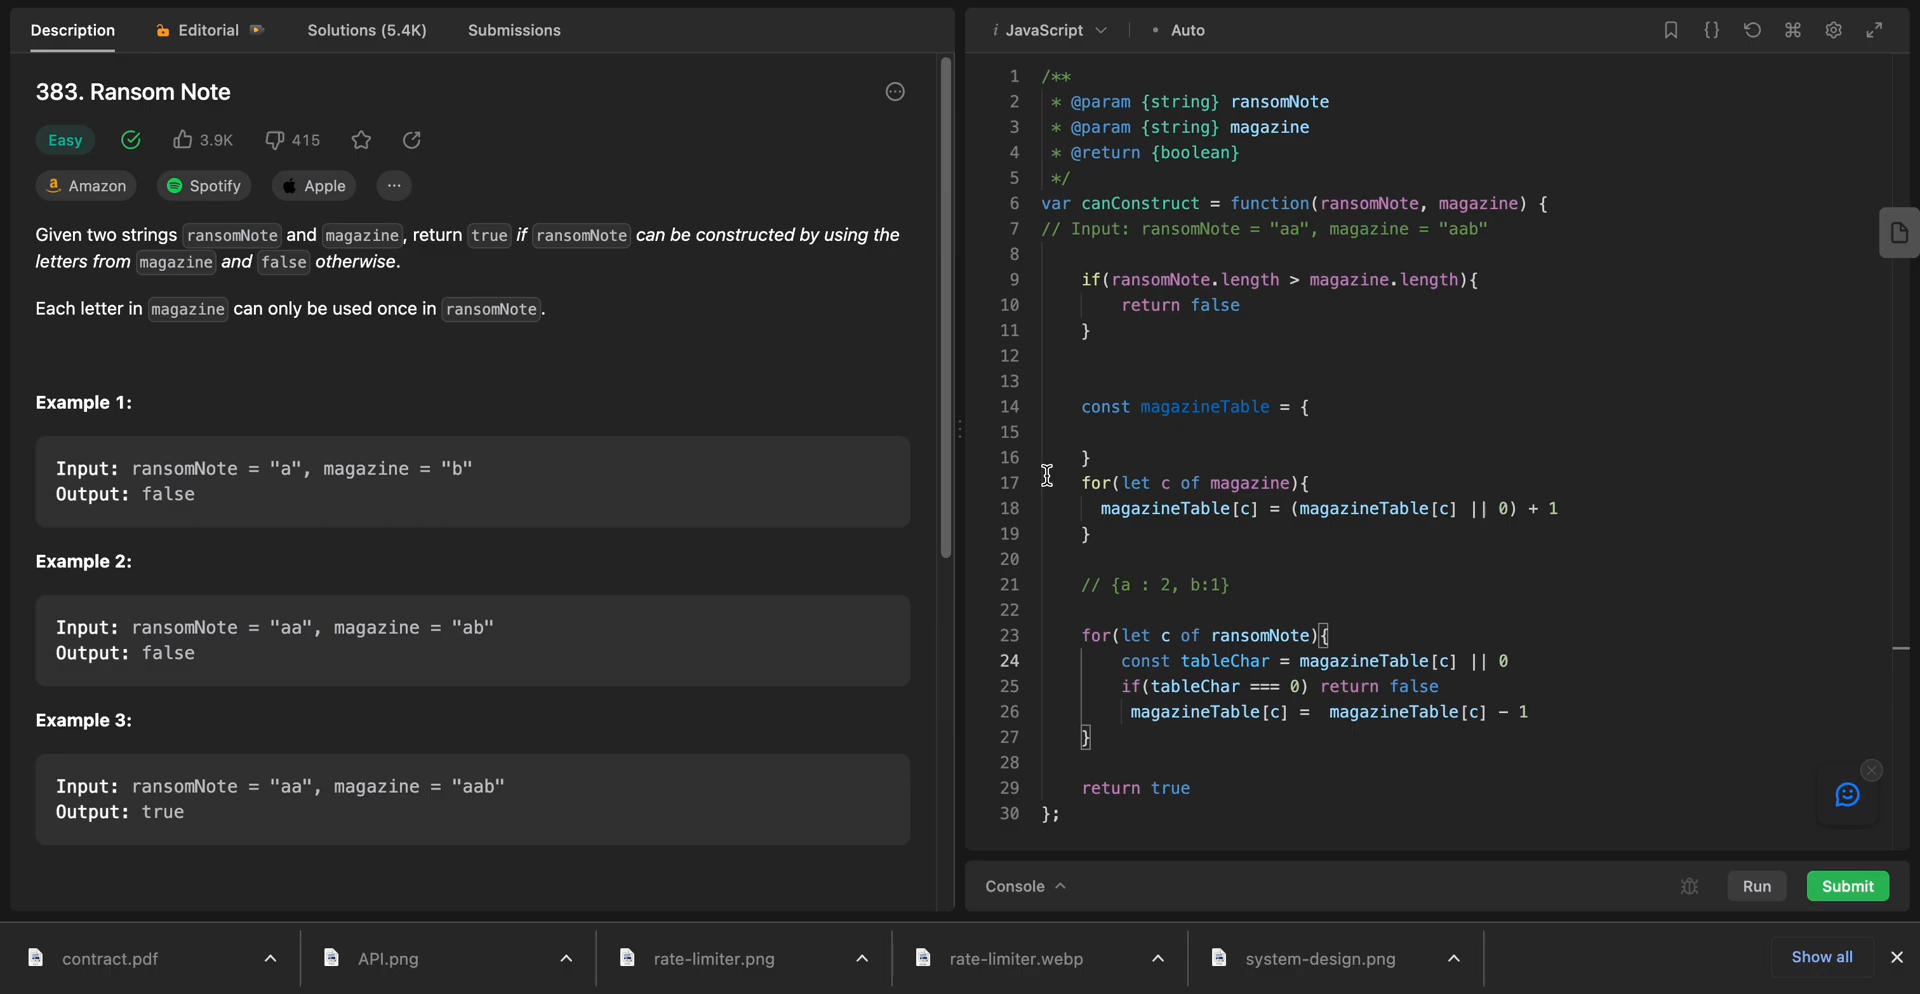 Description Editorial Solutions (5.4K) Submissions
383. Ransom Note
Easy 3.9K 415
Amazon Spotify Apple ...
Given two strings ransomNote and magazine, return true if ransomNote can be constructed by using the
letters from magazine and false otherwise.
Each letter in magazine can only be used once in ransomNote.
Example 1:
Input: ransomNote = "a", magazine = "b"
Output: false
Example 2:
Input: ransomNote = "aa", magazine = "ab"
Output: false
Example 3:
Input: ransomNote = "aa", magazine = "aab"
Output: true
i JavaScript • Auto
1 /**
2 * @param {string} ransomNote
3 * @param {string} magazine
4 * @return {boolean}
5 */
6 var canConstruct = function(ransomNote, magazine) {
7 // Input: ransomNote = "aa", magazine = "aab"
8
9 if(ransomNote.length > magazine.length){
10 return false
11 }
12
13
14 const magazineTable = {
15
16 }
17 for(let c of magazine){
18 magazineTable[c] = (magazineTable[c] || 0) + 1
19 }
20
21 // {a : 2, b:1}
22
23 for(let c of ransomNote){
24 const tableChar = magazineTable[c] || 0
25 if(tableChar === 0) return false
26 magazineTable[c] = magazineTable[c] - 1
27 }
28
29 return true
30 };
Console Run Submit
contract.pdf API.png rate-limiter.png rate-limiter.webp system-design.png Show all